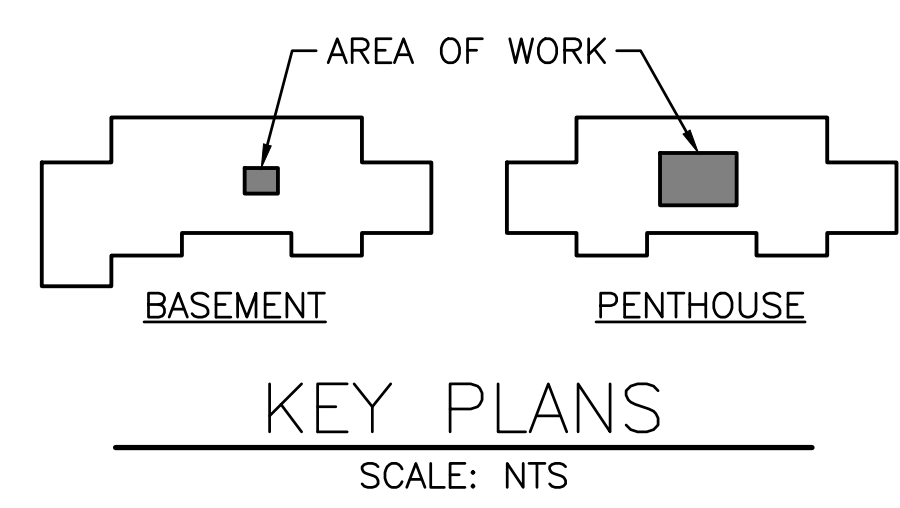 AREA OF WORK
BASEMENT
PENTHOUSE
KEY PLANS
SCALE: NTS